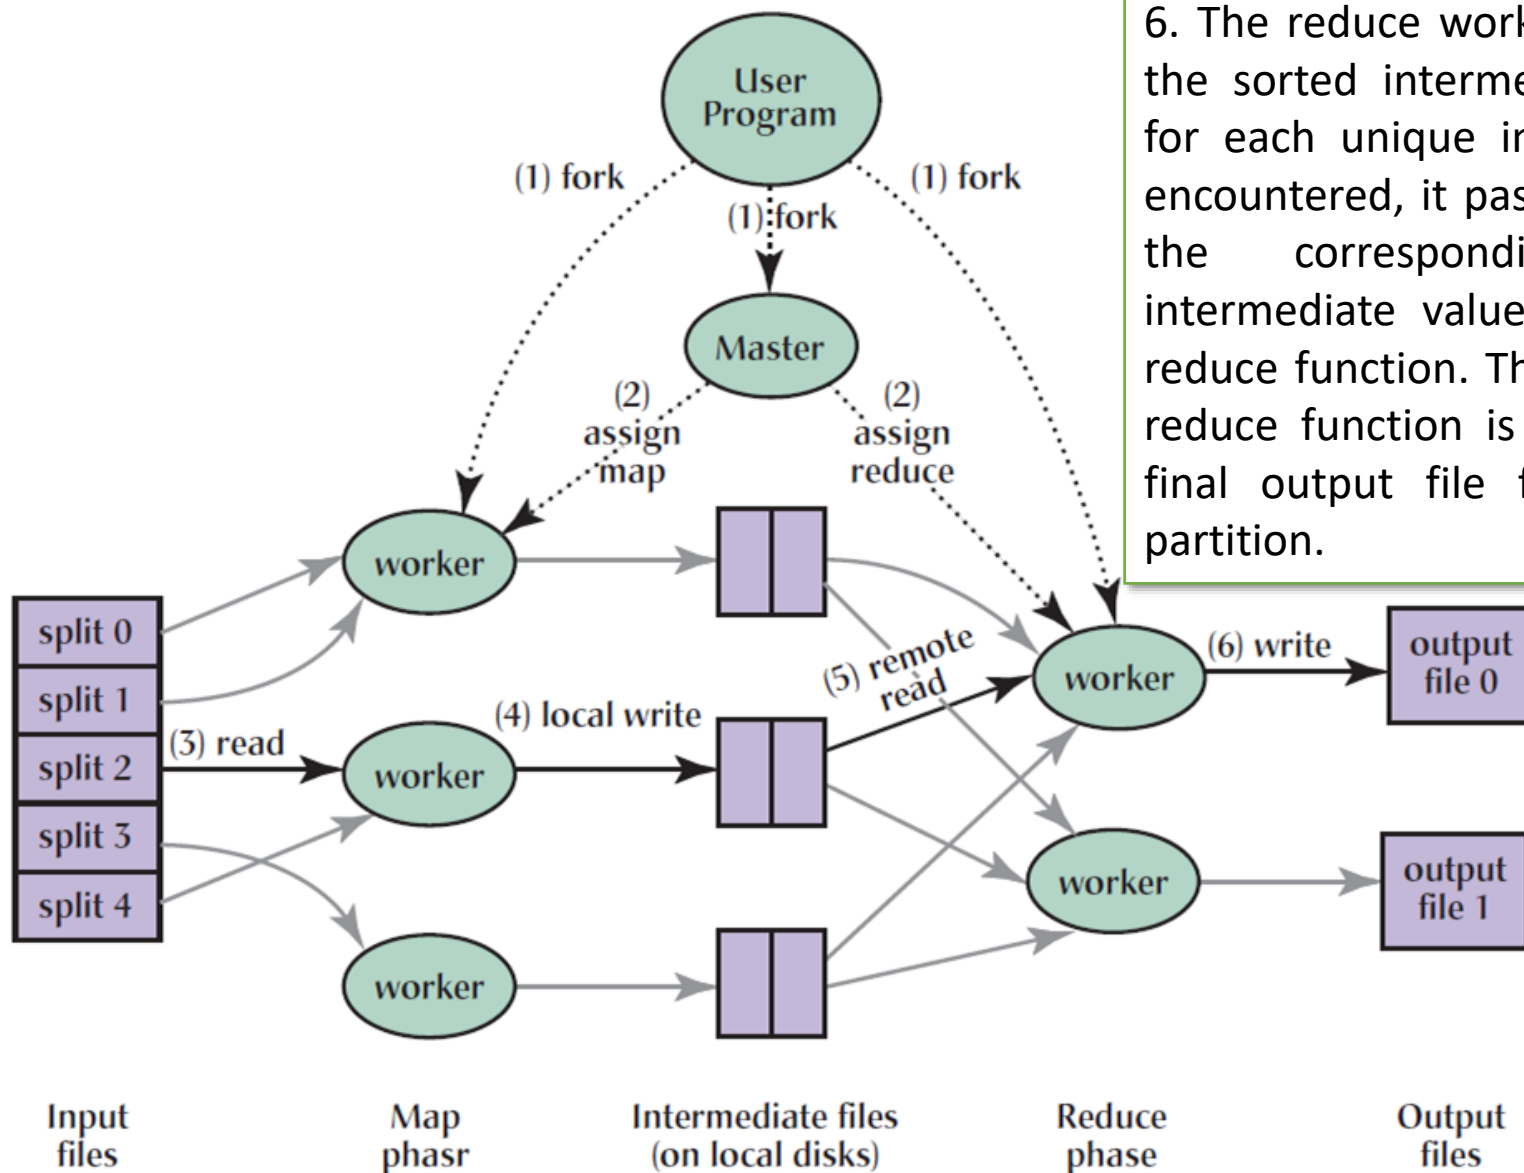 User
Program
(1) fork
(1) fork
(1) fork
Master
(2)
assign
map
(2)
assign
reduce
6. The reduce work
the sorted interme
for each unique in
encountered, it pas
the correspondi
intermediate value
reduce function. Th
reduce function is
final output file f
partition.
split 0
split 1
split 2
split 3
split 4
(3) read
worker
worker
worker
(4) local write
(5) remote
read
worker
worker
(6) write
output
file 0
output
file 1
Input
files
Map
phasr
Intermediate files
(on local disks)
Reduce
phase
Output
files